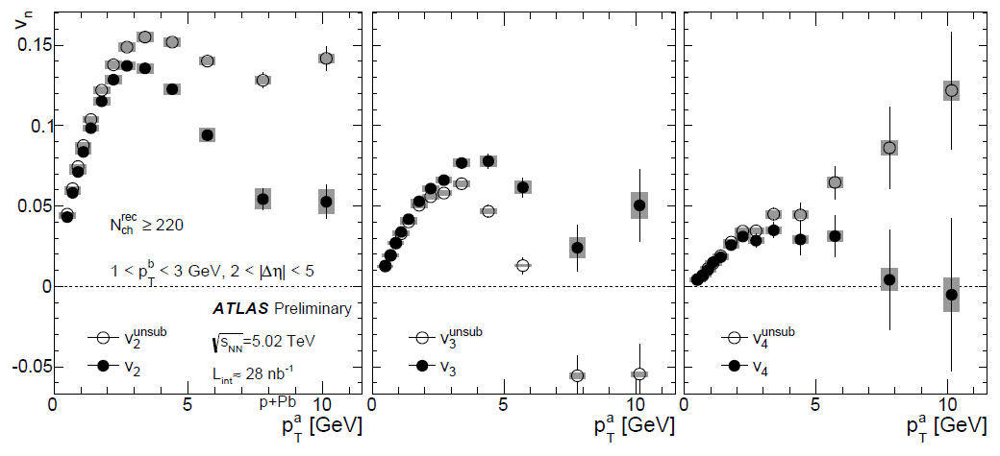 v_n
0.15
0.1
0.05
0
-0.05
N_ch^rec ≥ 220
1 < p_T^b < 3 GeV, 2 < |Δη| < 5
ATLAS Preliminary
√s_NN=5.02 TeV
L_int ≈ 28 nb^-1
p+Pb
v_2^unsub
v_2
0 5 10
p_T^a [GeV]
v_3^unsub
v_3
0 5 10
p_T^a [GeV]
v_4^unsub
v_4
0 5 10
p_T^a [GeV]